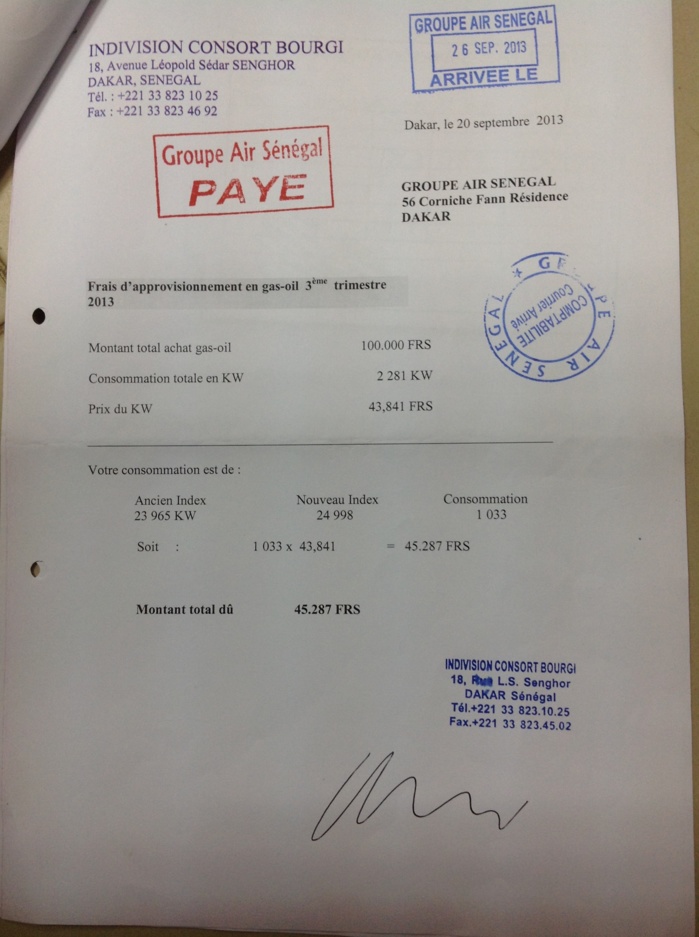 INDIVISION CONSORT BOURGI
18, Avenue Léopold Sédar SENGHOR
DAKAR, SENEGAL
Tél. : +221 33 823 10 25
Fax : +221 33 823 46 92
GROUPE AIR SENEGAL
26 SEP. 2013
ARRIVEE LE
Dakar, le 20 septembre 2013
Groupe Air Sénégal
PAYE
GROUPE AIR SENEGAL
56 Corniche Fann Résidence
DAKAR
Frais d'approvisionnement en gas-oil 3ème trimestre
2013
GROUPE AIR SENEGAL
COMPTABILITE
Courrier Arrivé
Montant total achat gas-oil 100.000 FRS
Consommation totale en KW 2 281 KW
Prix du KW 43,841 FRS
Votre consommation est de :
Ancien Index Nouveau Index Consommation
23 965 KW 24 998 1 033
Soit : 1 033 x 43,841 = 45.287 FRS
Montant total dû 45.287 FRS
INDIVISION CONSORT BOURGI
18, Rue L.S. Senghor
DAKAR Sénégal
Tél.+221 33 823.10.25
Fax.+221 33 823.45.02